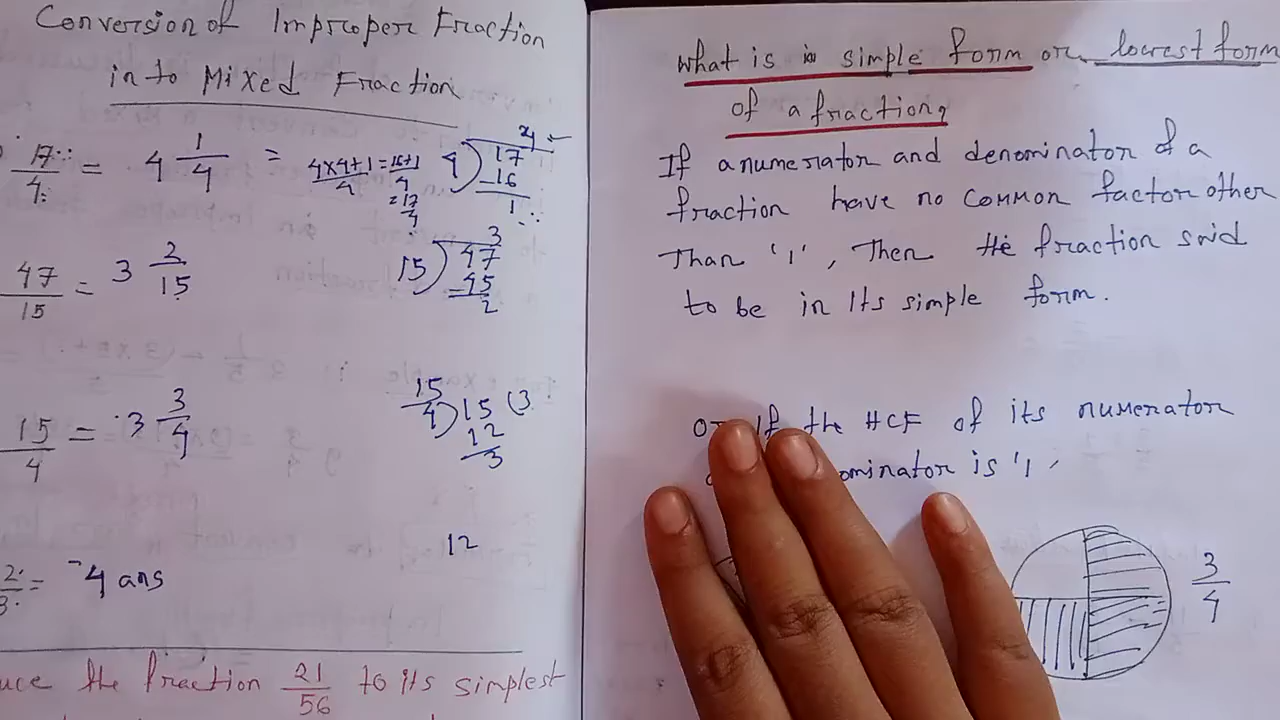 Conversion of Improper Fraction
in to Mixed Fraction
17/4 = 4 1/4 = 4×4+1/4 = 16+1/4
= 17/4
4) 17
-16
1
47/15 = 3 2/15
3
15) 47
-45
2
15/4 = 3 3/4
15
4) 15 (3
12
3
12
= -4 ans
the fraction 21/56 to its simplest
what is simple form or lowest form
of a fraction?
If a numerator and denominator of a
fraction have no common factor other
Than '1', Then the fraction said
to be in its simple form.
If the HCF of its numerator
is '1'
3/4